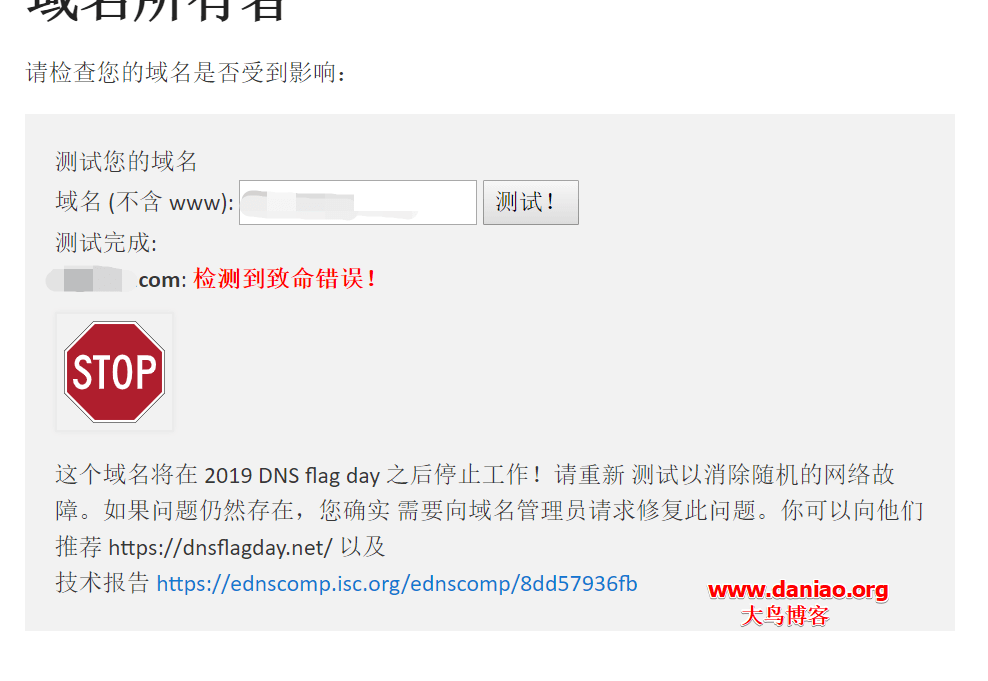 域名所有者
请检查您的域名是否受到影响：
测试您的域名
域名 (不含 www): 测试！
测试完成:
.com: 检测到致命错误！
STOP
这个域名将在 2019 DNS flag day 之后停止工作！请重新 测试以消除随机的网络故
障。如果问题仍然存在，您确实 需要向域名管理员请求修复此问题。你可以向他们
推荐 https://dnsflagday.net/ 以及
技术报告 https://ednscomp.isc.org/ednscomp/8dd57936fb
www.daniao.org
大鸟博客